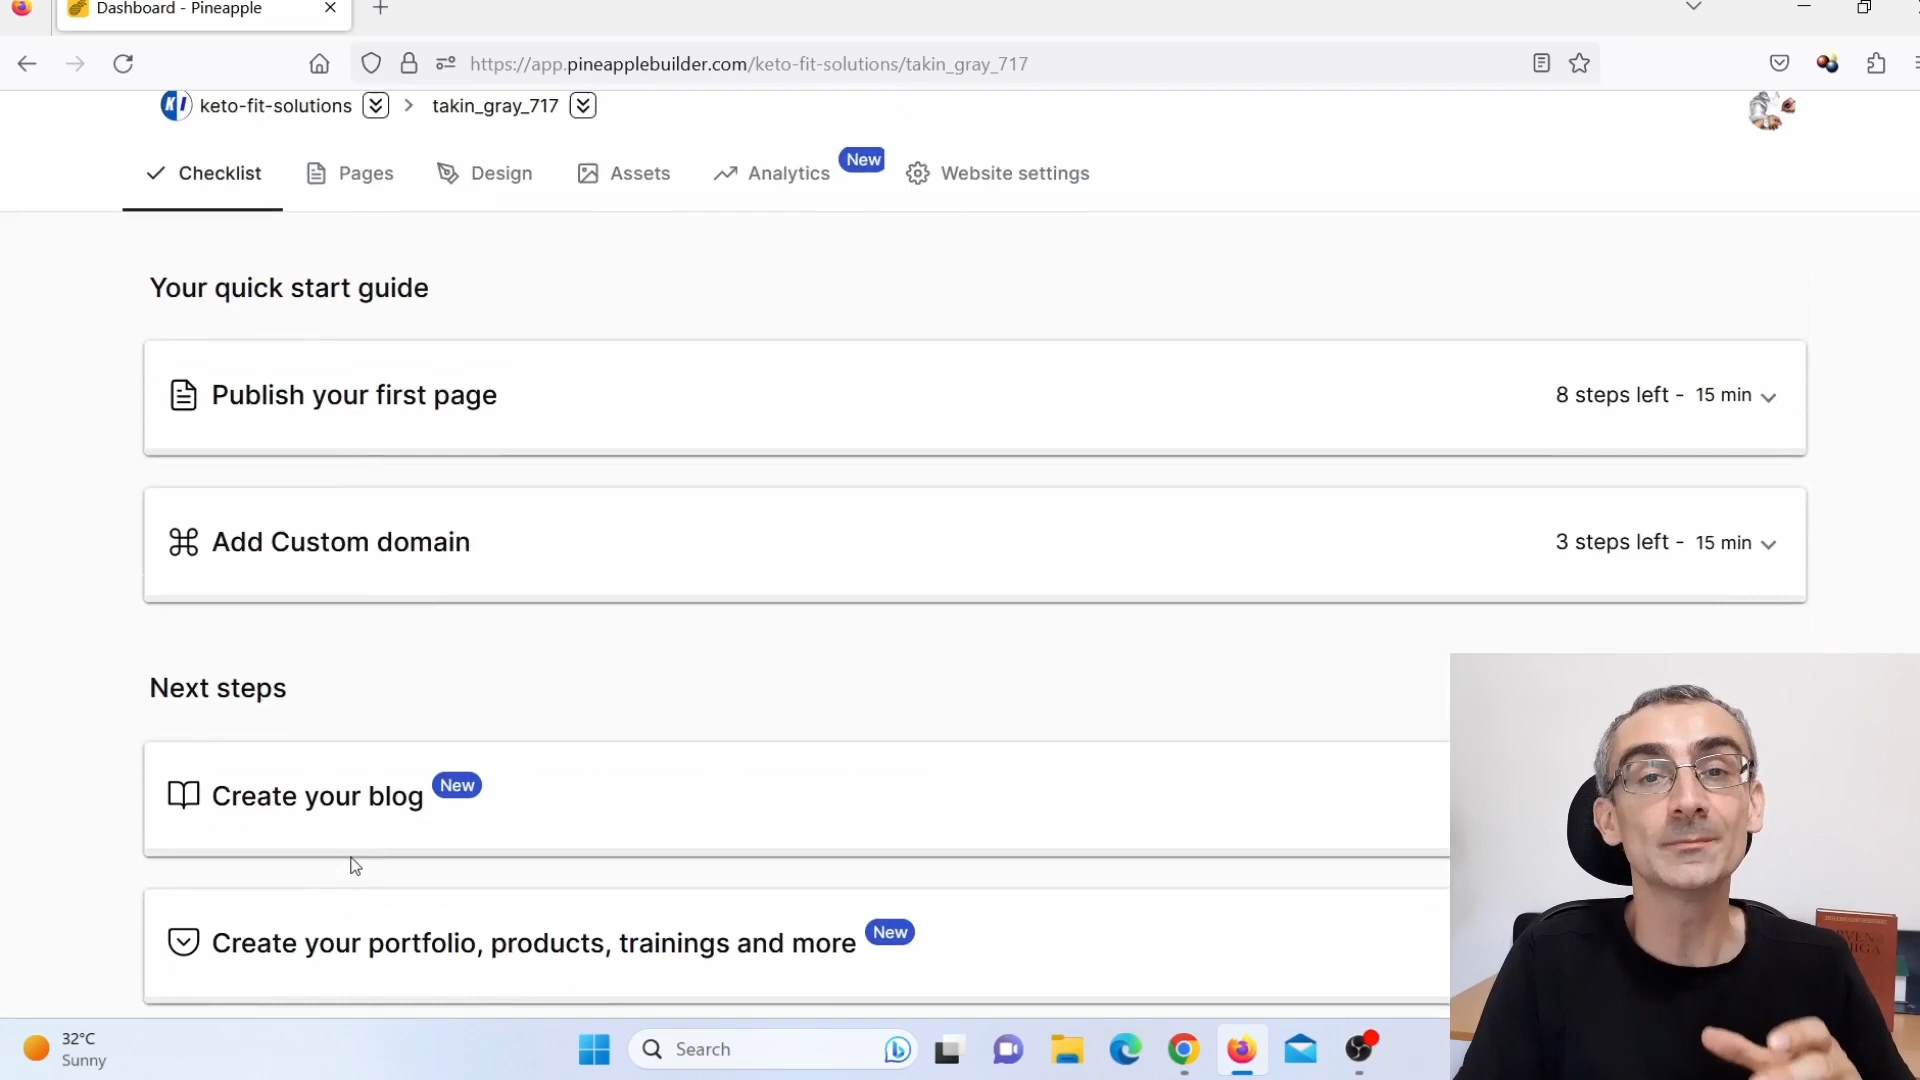 Dashboard - Pineapple
https://app.pineapplebuilder.com/keto-fit-solutions/takin_gray_717
KI keto-fit-solutions > takin_gray_717
Checklist Pages Design Assets Analytics New Website settings
Your quick start guide
Publish your first page 8 steps left - 15 min
Add Custom domain 3 steps left - 15 min
Next steps
Create your blog New
Create your portfolio, products, trainings and more New
32°C
Sunny
Search